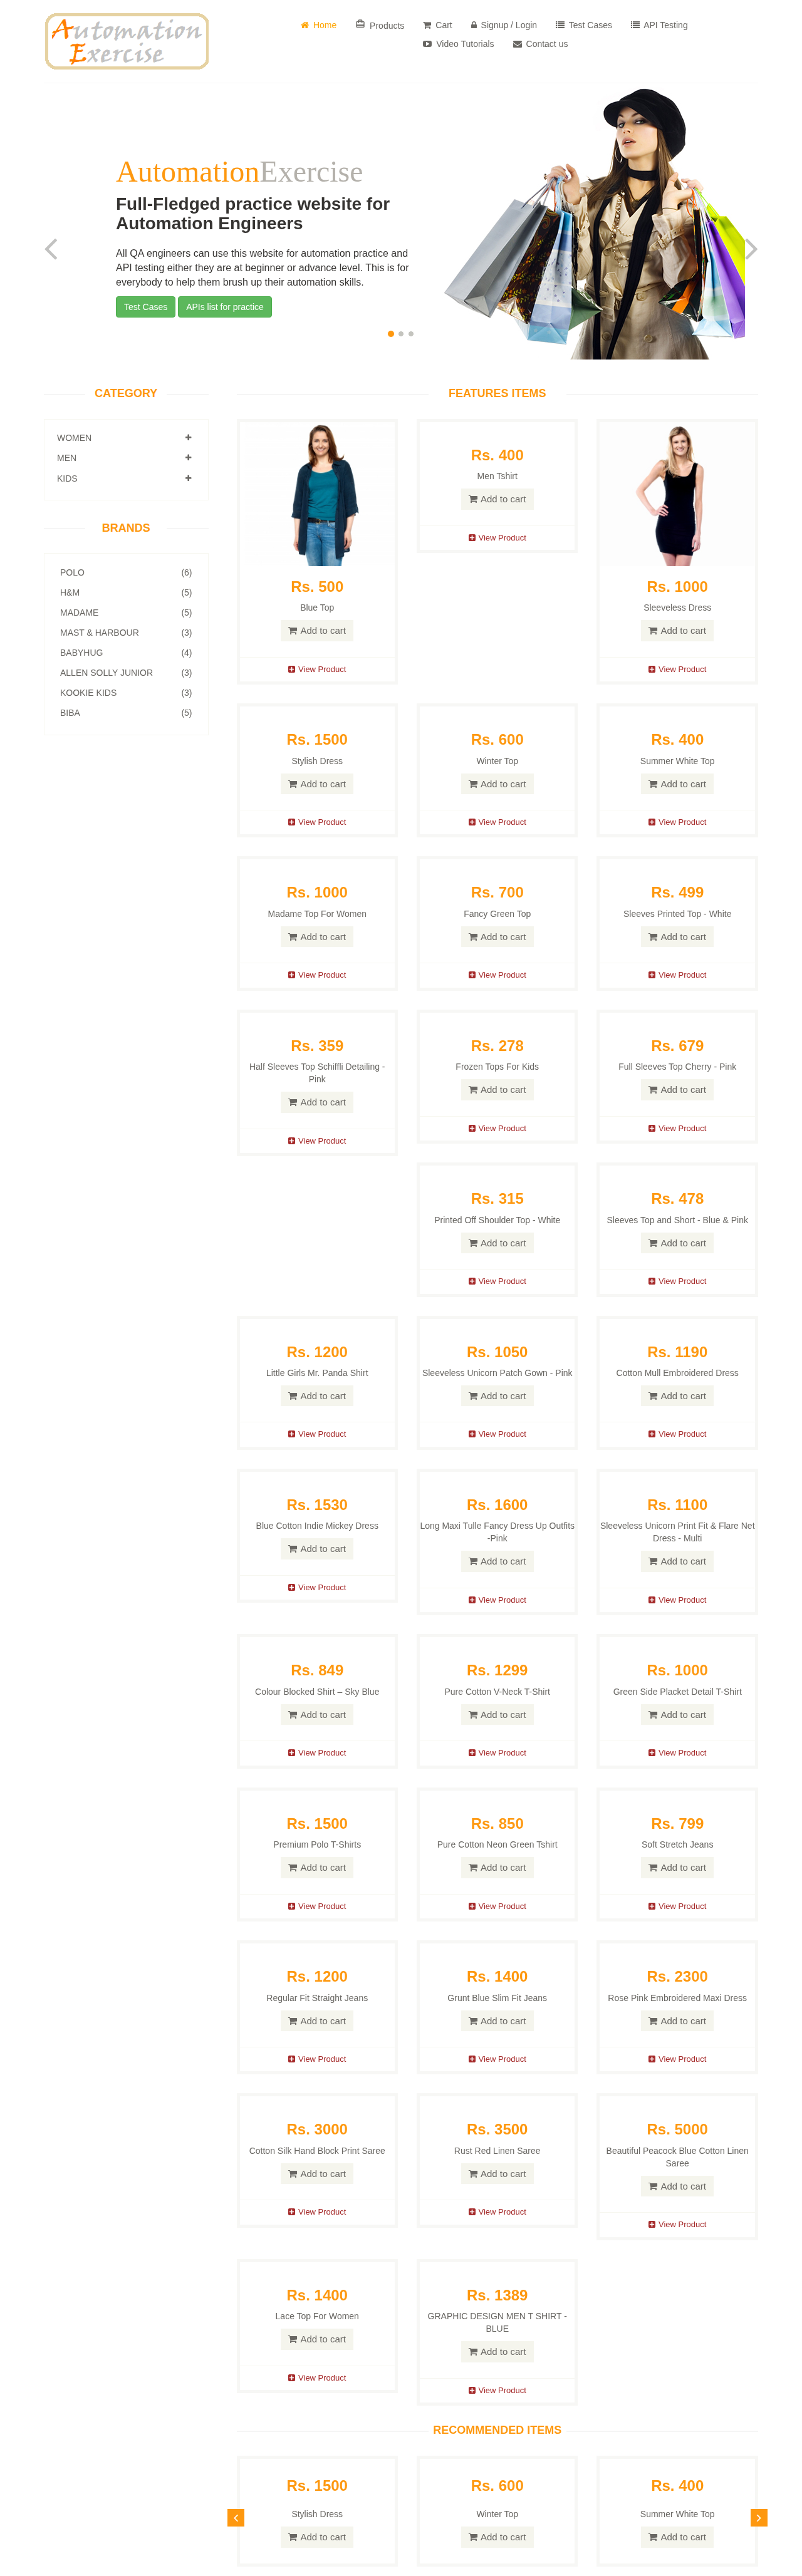 Automation
Exercise
Home
Products
Cart
Signup / Login
Test Cases
API Testing
Video Tutorials
Contact us
AutomationExercise
Full-Fledged practice website for
Automation Engineers
All QA engineers can use this website for automation practice and
API testing either they are at beginner or advance level. This is for
everybody to help them brush up their automation skills.
Test Cases
APIs list for practice
CATEGORY
WOMEN
MEN
KIDS
BRANDS
POLO (6)
H&M (5)
MADAME (5)
MAST & HARBOUR (3)
BABYHUG (4)
ALLEN SOLLY JUNIOR (3)
KOOKIE KIDS (3)
BIBA (5)
FEATURES ITEMS
Rs. 500
Blue Top
Add to cart
View Product
Rs. 400
Men Tshirt
Add to cart
View Product
Rs. 1000
Sleeveless Dress
Add to cart
View Product
Rs. 1500
Stylish Dress
Add to cart
View Product
Rs. 600
Winter Top
Add to cart
View Product
Rs. 400
Summer White Top
Add to cart
View Product
Rs. 1000
Madame Top For Women
Add to cart
View Product
Rs. 700
Fancy Green Top
Add to cart
View Product
Rs. 499
Sleeves Printed Top - White
Add to cart
View Product
Rs. 359
Half Sleeves Top Schiffli Detailing -
Pink
Add to cart
View Product
Rs. 278
Frozen Tops For Kids
Add to cart
View Product
Rs. 679
Full Sleeves Top Cherry - Pink
Add to cart
View Product
Rs. 315
Printed Off Shoulder Top - White
Add to cart
View Product
Rs. 478
Sleeves Top and Short - Blue & Pink
Add to cart
View Product
Rs. 1200
Little Girls Mr. Panda Shirt
Add to cart
View Product
Rs. 1050
Sleeveless Unicorn Patch Gown - Pink
Add to cart
View Product
Rs. 1190
Cotton Mull Embroidered Dress
Add to cart
View Product
Rs. 1530
Blue Cotton Indie Mickey Dress
Add to cart
View Product
Rs. 1600
Long Maxi Tulle Fancy Dress Up Outfits
-Pink
Add to cart
View Product
Rs. 1100
Sleeveless Unicorn Print Fit & Flare Net
Dress - Multi
Add to cart
View Product
Rs. 849
Colour Blocked Shirt – Sky Blue
Add to cart
View Product
Rs. 1299
Pure Cotton V-Neck T-Shirt
Add to cart
View Product
Rs. 1000
Green Side Placket Detail T-Shirt
Add to cart
View Product
Rs. 1500
Premium Polo T-Shirts
Add to cart
View Product
Rs. 850
Pure Cotton Neon Green Tshirt
Add to cart
View Product
Rs. 799
Soft Stretch Jeans
Add to cart
View Product
Rs. 1200
Regular Fit Straight Jeans
Add to cart
View Product
Rs. 1400
Grunt Blue Slim Fit Jeans
Add to cart
View Product
Rs. 2300
Rose Pink Embroidered Maxi Dress
Add to cart
View Product
Rs. 3000
Cotton Silk Hand Block Print Saree
Add to cart
View Product
Rs. 3500
Rust Red Linen Saree
Add to cart
View Product
Rs. 5000
Beautiful Peacock Blue Cotton Linen
Saree
Add to cart
View Product
Rs. 1400
Lace Top For Women
Add to cart
View Product
Rs. 1389
GRAPHIC DESIGN MEN T SHIRT -
BLUE
Add to cart
View Product
RECOMMENDED ITEMS
Rs. 1500
Stylish Dress
Add to cart
Rs. 600
Winter Top
Add to cart
Rs. 400
Summer White Top
Add to cart